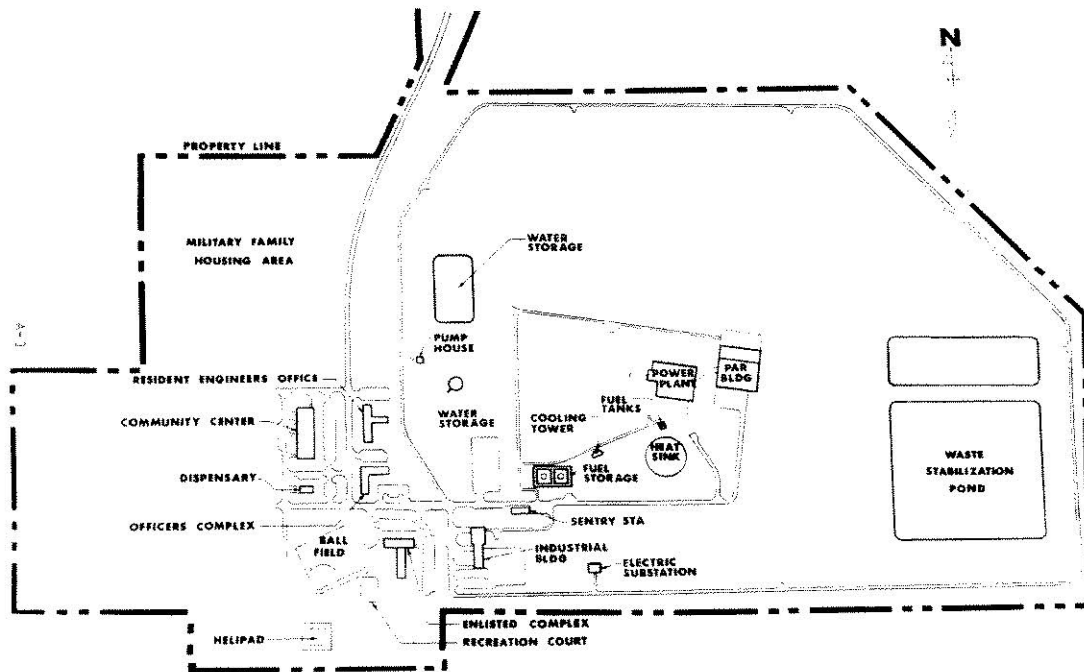 N
PROPERTY LINE
MILITARY FAMILY
HOUSING AREA
WATER
STORAGE
PUMP
HOUSE
RESIDENT ENGINEERS OFFICE
POWER
PLANT
PAR
BLDG
FUEL
TANKS
COMMUNITY CENTER
WATER
STORAGE
COOLING
TOWER
HEAT
SINK
WASTE
STABILIZATION
POND
DISPENSARY
FUEL
STORAGE
OFFICERS COMPLEX
SENTRY STA
BALL
FIELD
INDUSTRIAL
BLDG
ELECTRIC
SUBSTATION
ENLISTED COMPLEX
HELIPAD
RECREATION COURT